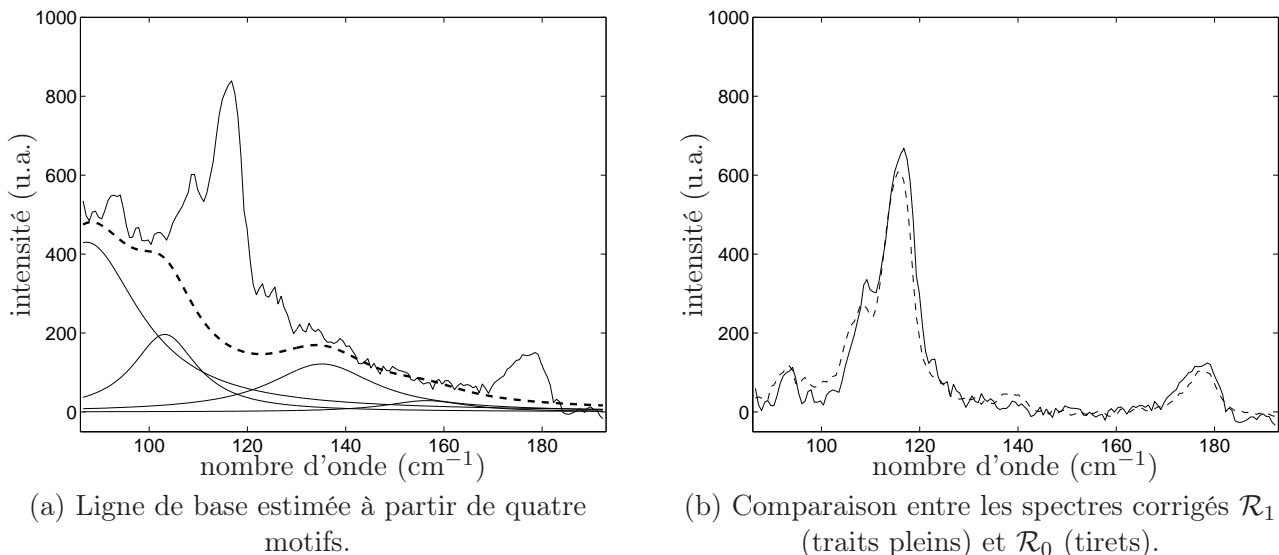 1000
800
600
400
200
0
100
120
140
160
180
intensité (u.a.)
nombre d'onde (cm−1)
(a) Ligne de base estimée à partir de quatre
motifs.
1000
800
600
400
200
0
100
120
140
160
180
intensité (u.a.)
nombre d'onde (cm−1)
(b) Comparaison entre les spectres corrigés R1
(traits pleins) et R0 (tirets).